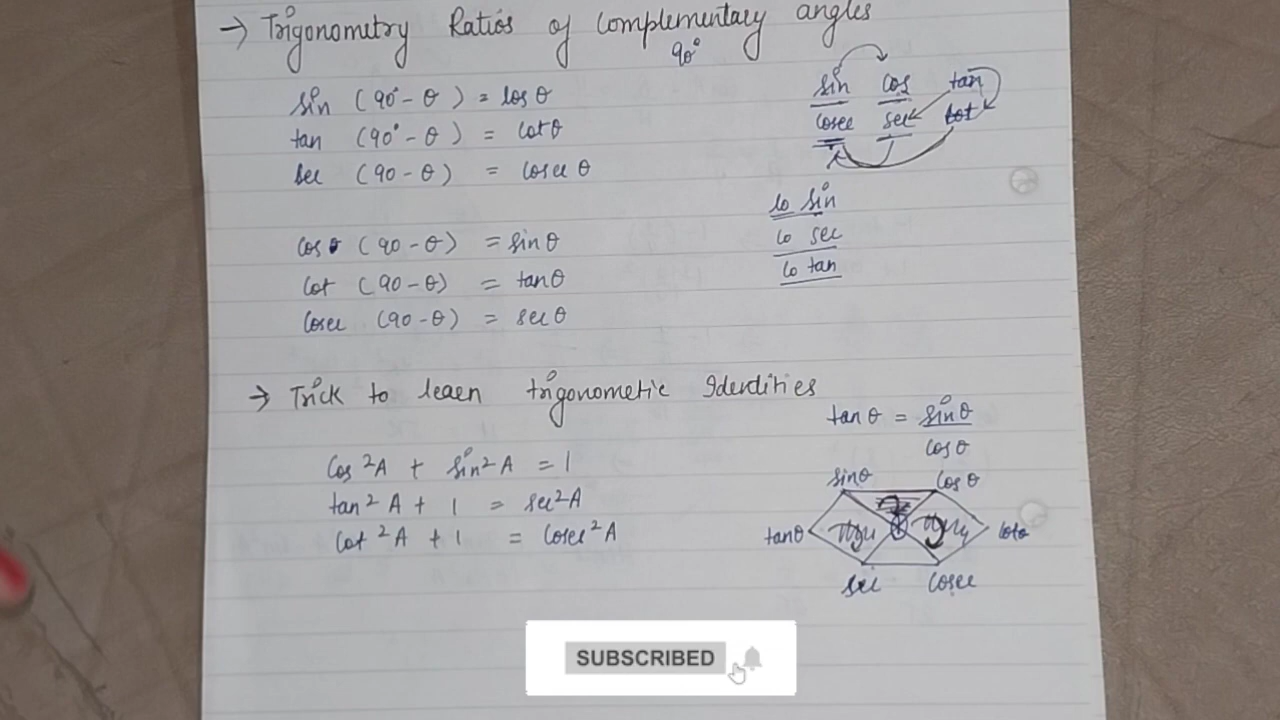 → Trigonometry Ratios of Complementary angles
90°
sin (90° - θ) = cos θ
tan (90° - θ) = cot θ
sec (90 - θ) = cosec θ
cos (90 - θ) = sin θ
cot (90 - θ) = tan θ
cosec (90 - θ) = sec θ
sin cos tan
cosec sec cot
co sin
co sec
co tan
→ Trick to learn trigonometric Identities
cos²A + sin²A = 1
tan²A + 1 = sec²A
cot²A + 1 = cosec²A
tan θ = sin θ
cos θ
sin θ cos θ
tan θ cot θ
sec cosec
SUBSCRIBED